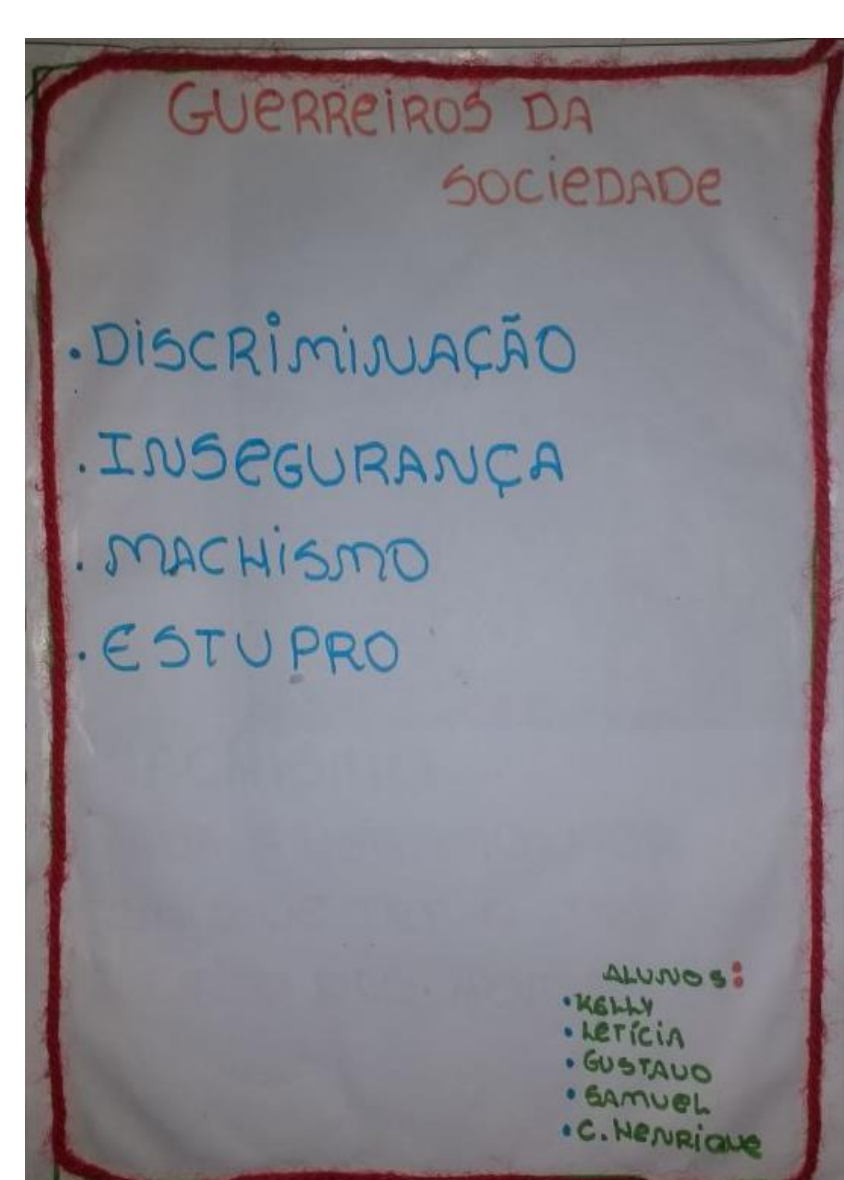 GUERREIROS DA
SOCIEDADE
. DISCRIMINAÇÃO
. INSEGURANÇA
. MACHISMO
. ESTUPRO
ALUNOS:
• KELLY
• LETÍCIA
• GUSTAVO
• SAMUEL
• C. HENRIQUE